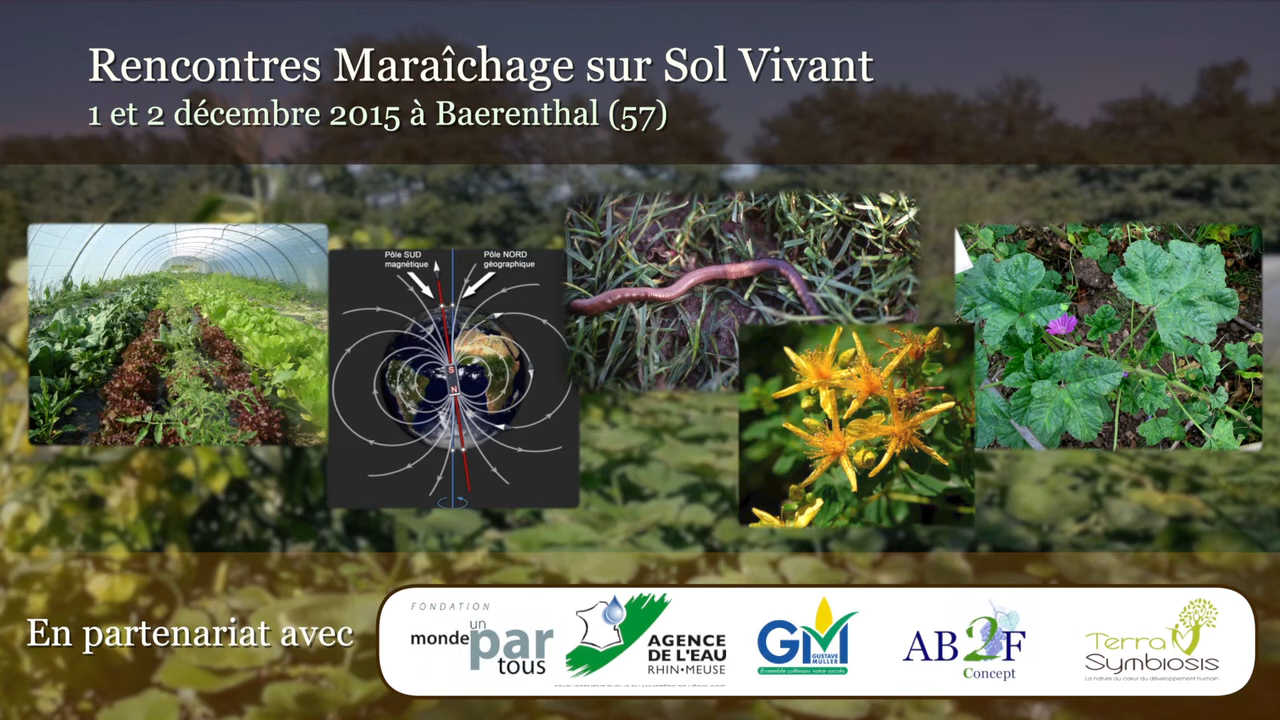 Rencontres Maraîchage sur Sol Vivant
1 et 2 décembre 2015 à Baerenthal (57)
Pôle SUD
magnétique
Pôle NORD
géographique
S
N
En partenariat avec
FONDATION
un
monde par
tous
AGENCE
DE L'EAU
RHIN•MEUSE
GM
GUSTAVE
MULLER
Ensemble cultivons votre succès
AB2F
Concept
Terra
Symbiosis
La nature au cœur du développement humain